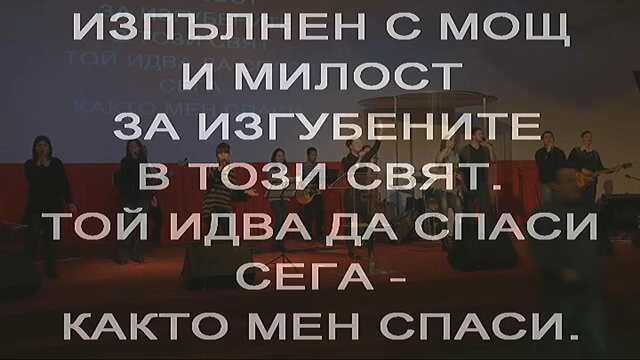 ИЗПЪЛНЕН С МОЩ
И МИЛОСТ
ЗА ИЗГУБЕНИТЕ
В ТОЗИ СВЯТ.
ТОЙ ИДВА ДА СПАСИ
СЕГА -
КАКТО МЕН СПАСИ.